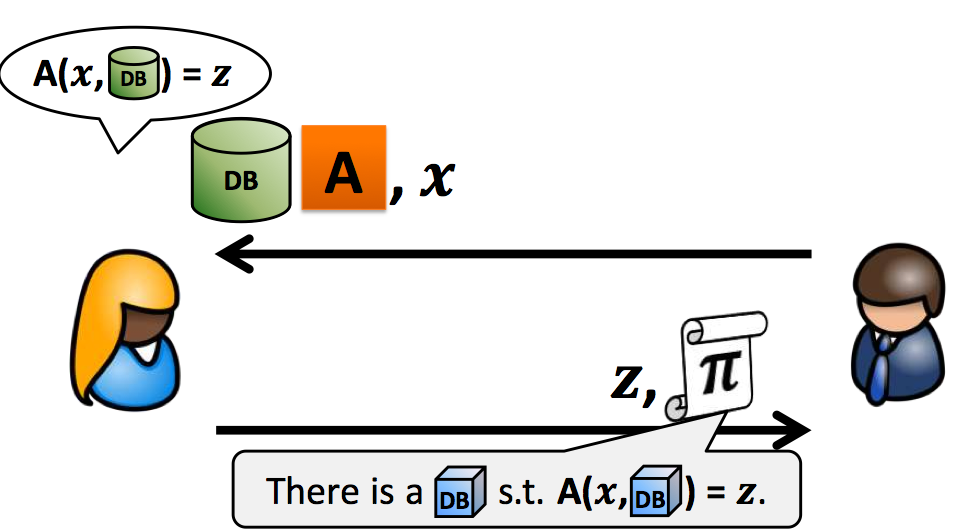 A(x, DB) = z
DB A, x
z, π
There is a DB s.t. A(x, DB) = z.